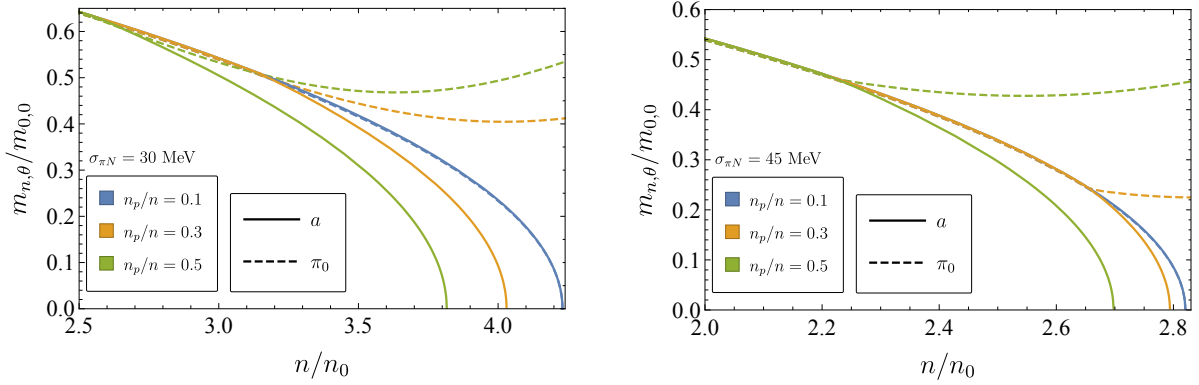 m_{n,θ}/m_{0,0}
0.6
0.5
0.4
0.3
0.2
0.1
0.0
σ_{πN} = 30 MeV
n_p/n = 0.1
n_p/n = 0.3
n_p/n = 0.5
a
π_0
2.5 3.0 3.5 4.0
n/n_0
m_{n,θ}/m_{0,0}
0.6
0.5
0.4
0.3
0.2
0.1
0.0
σ_{πN} = 45 MeV
n_p/n = 0.1
n_p/n = 0.3
n_p/n = 0.5
a
π_0
2.0 2.2 2.4 2.6 2.8
n/n_0